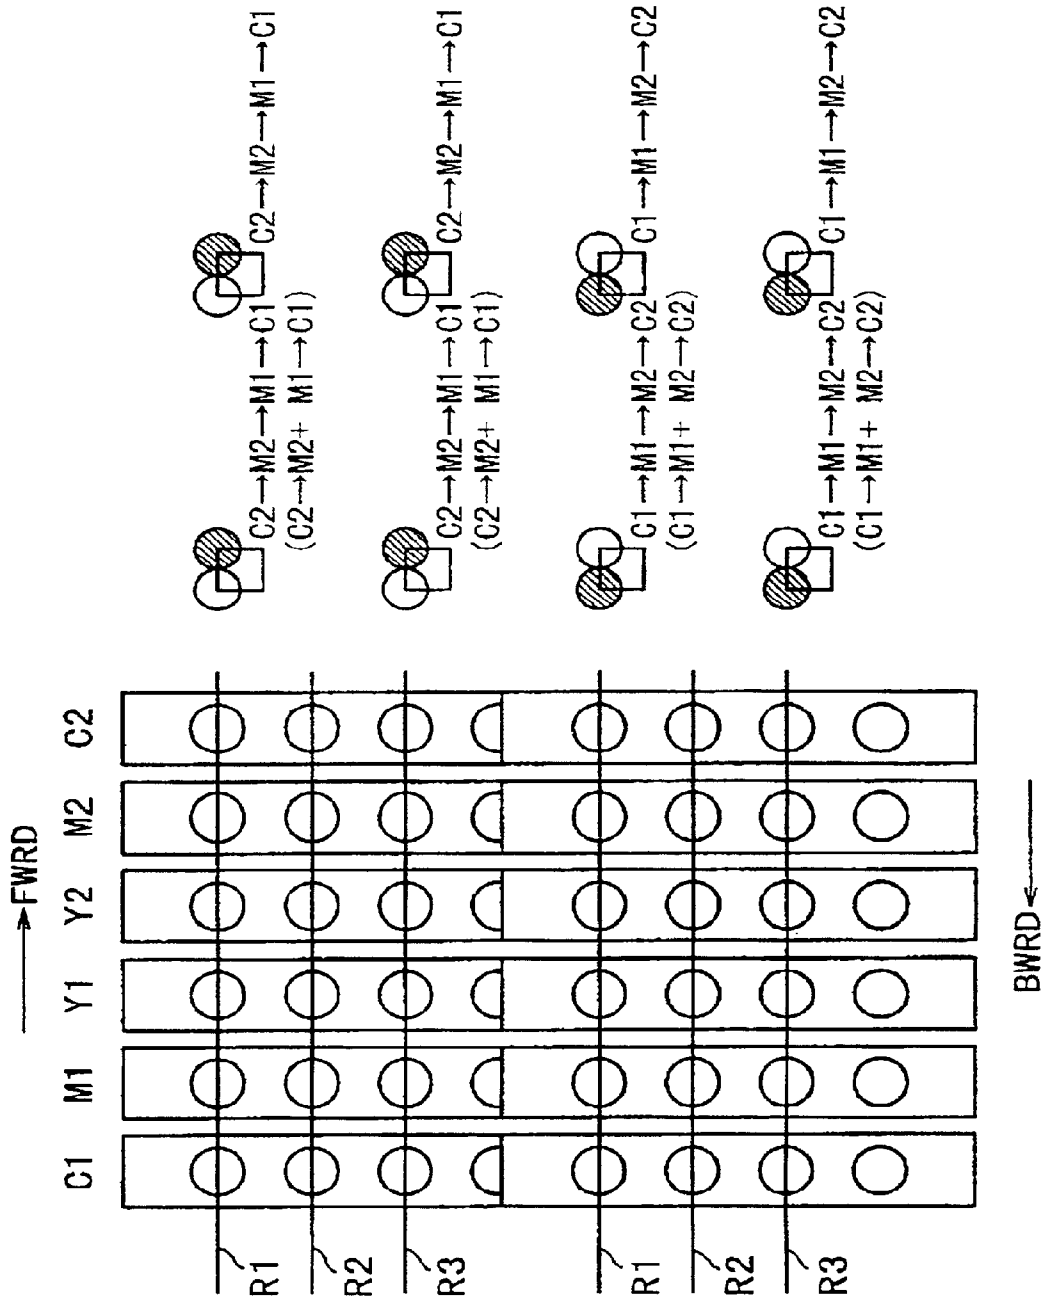 FWRD
C1 M1 Y1 Y2 M2 C2
R1
C2→M2→M1→C1
(C2→M2+ M1→C1)
C2→M2→M1→C1
R2
R3
C2→M2→M1→C1
(C2→M2+ M1→C1)
C2→M2→M1→C1
R1
C1→M1→M2→C2
(C1→M1+ M2→C2)
C1→M1→M2→C2
R2
R3
C1→M1→M2→C2
(C1→M1+ M2→C2)
C1→M1→M2→C2
BWRD